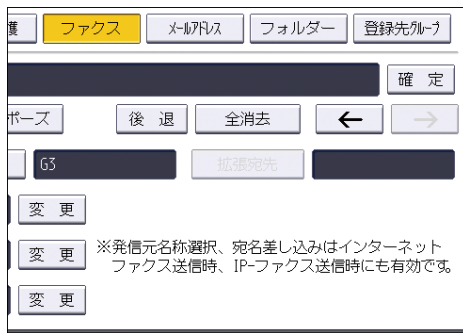 護 ファクス メールアドレス フォルダー 登録先グループ
確 定
ポーズ 後 退 全消去 ← →
G3 拡張宛先
変 更
変 更 ※発信元名称選択、宛名差し込みはインターネット
ファクス送信時、IP-ファクス送信時にも有効です。
変 更